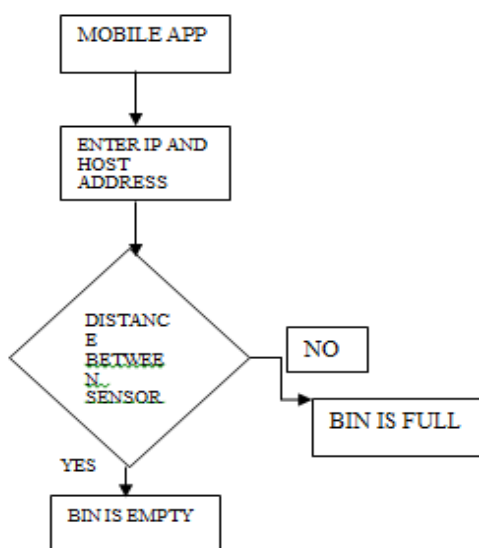 MOBILE APP
ENTER IP AND
HOST
ADDRESS
DISTANC
E
BETWEE
N
SENSOR
NO
BIN IS FULL
YES
BIN IS EMPTY